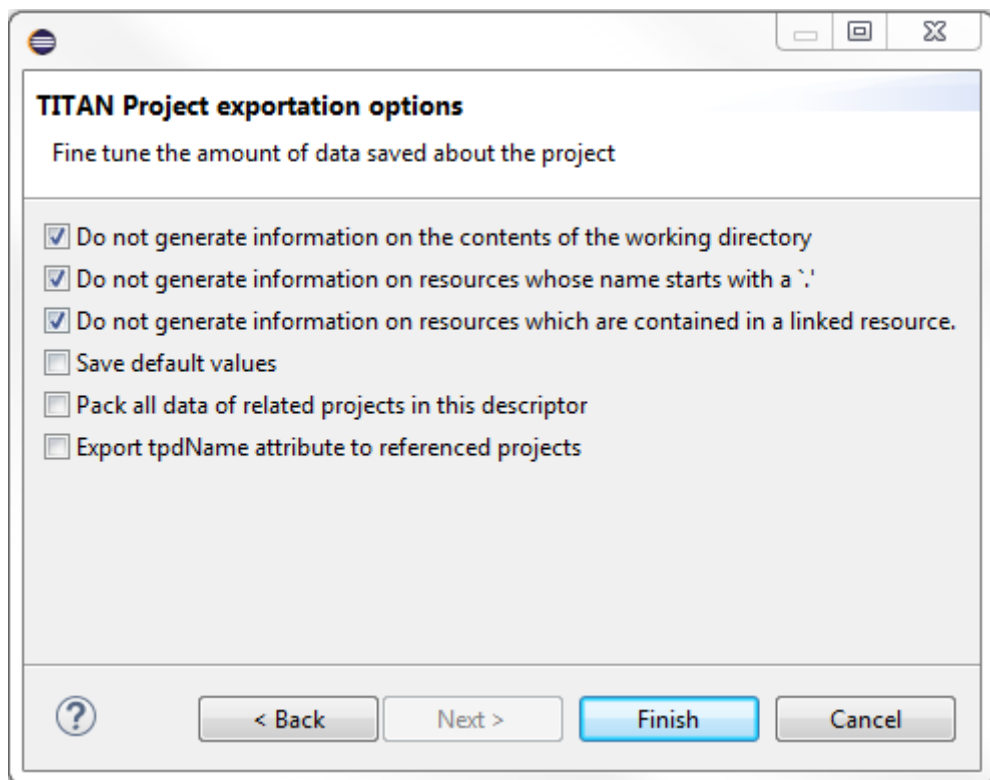 TITAN Project exportation options
Fine tune the amount of data saved about the project
Do not generate information on the contents of the working directory
Do not generate information on resources whose name starts with a `.'
Do not generate information on resources which are contained in a linked resource.
Save default values
Pack all data of related projects in this descriptor
Export tpdName attribute to referenced projects
? < Back Next > Finish Cancel